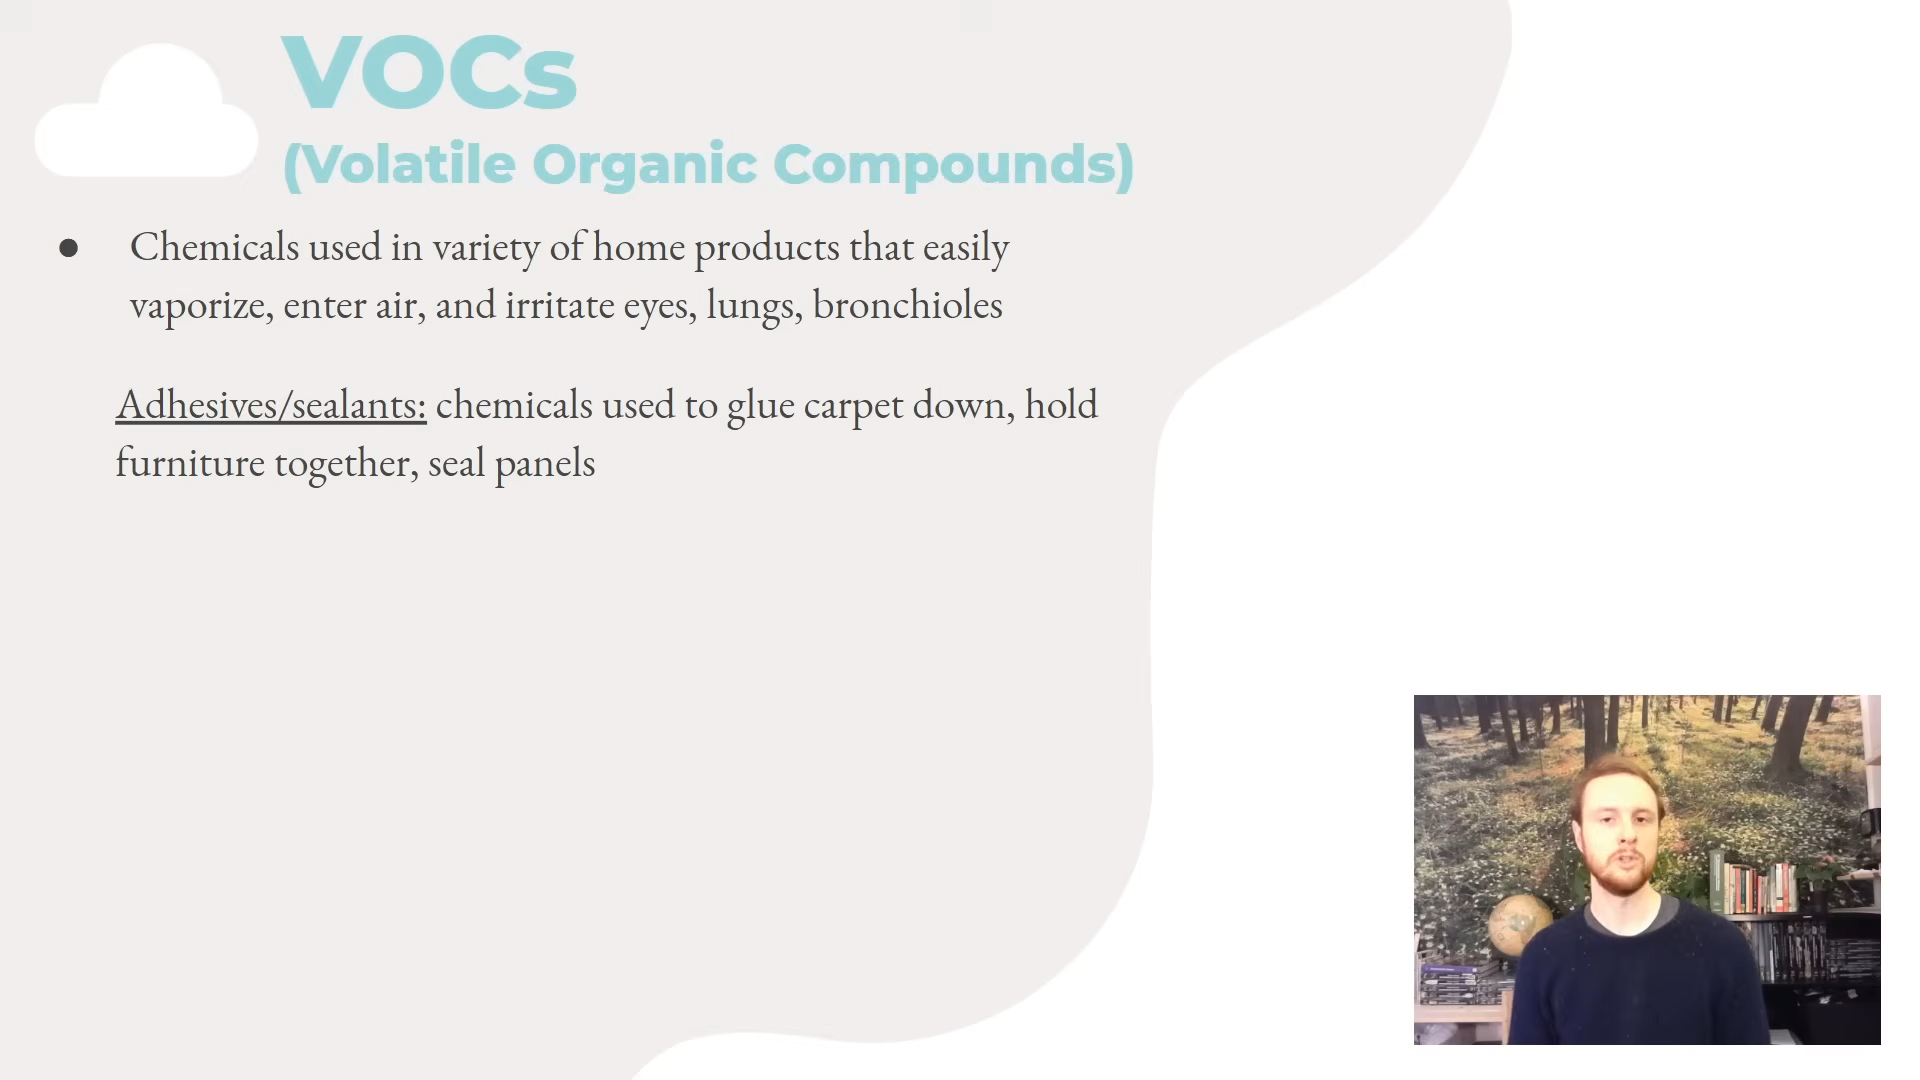 VOCs
(Volatile Organic Compounds)
● Chemicals used in variety of home products that easily
vaporize, enter air, and irritate eyes, lungs, bronchioles
Adhesives/sealants: chemicals used to glue carpet down, hold
furniture together, seal panels